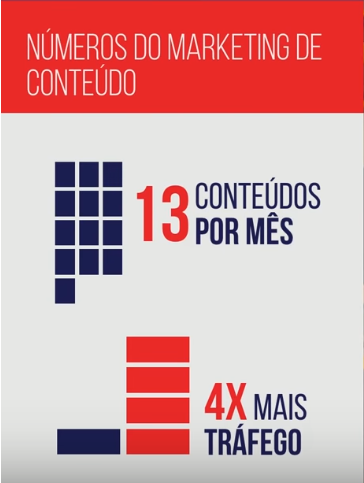 NÚMEROS DO MARKETING DE
CONTEÚDO
13 CONTEÚDOS
POR MÊS
4X MAIS
TRÁFEGO